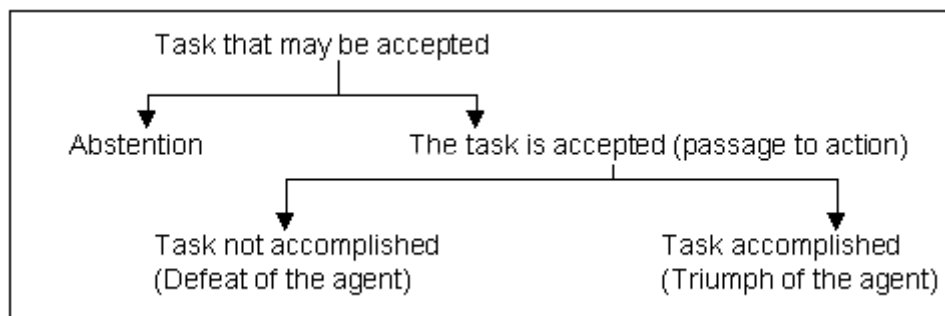 Task that may be accepted
Abstention
The task is accepted (passage to action)
Task not accomplished
(Defeat of the agent)
Task accomplished
(Triumph of the agent)